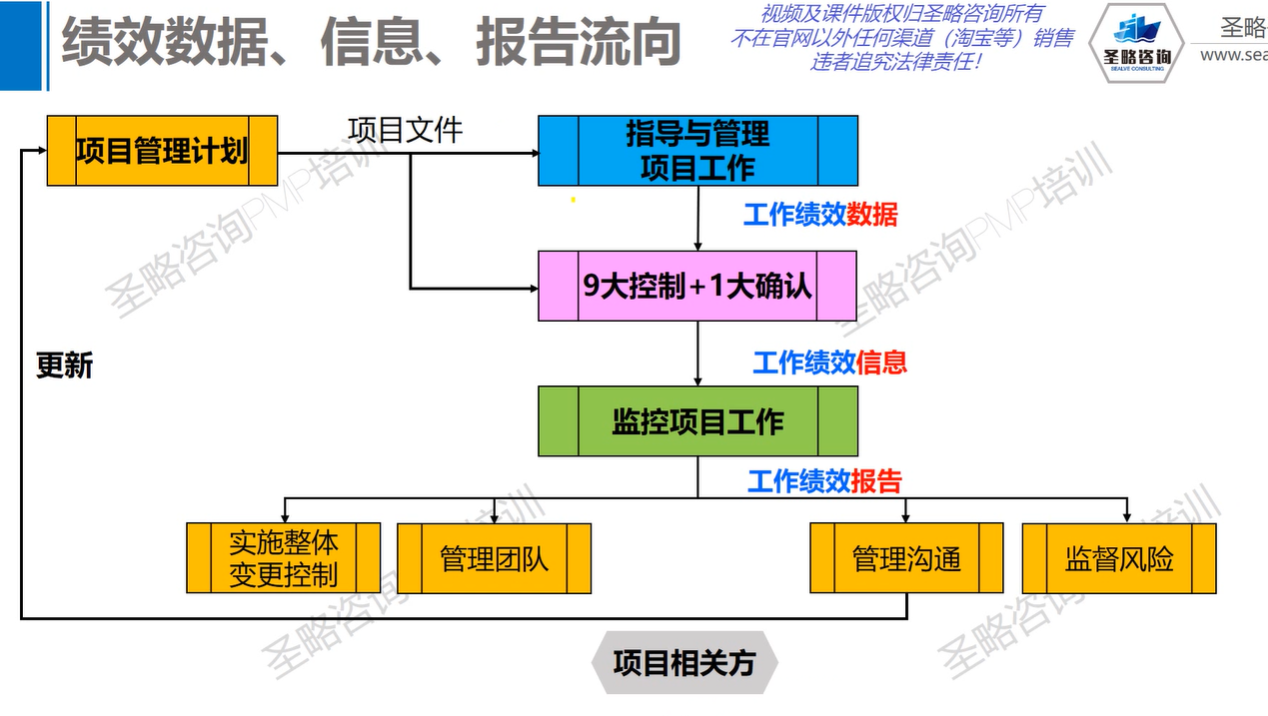 绩效数据、信息、报告流向
视频及课件版权归圣略咨询所有
不在官网以外任何渠道（淘宝等）销售
违者追究法律责任！
圣略咨询
SEALVE CONSULTING
圣略
www.sea
项目管理计划
项目文件
指导与管理
项目工作
工作绩效数据
9大控制+1大确认
更新
工作绩效信息
监控项目工作
工作绩效报告
实施整体
变更控制
管理团队
管理沟通
监督风险
项目相关方
圣略咨询PMP培训
圣略咨询PMP培训
圣略咨询 培训
圣略咨询 培训